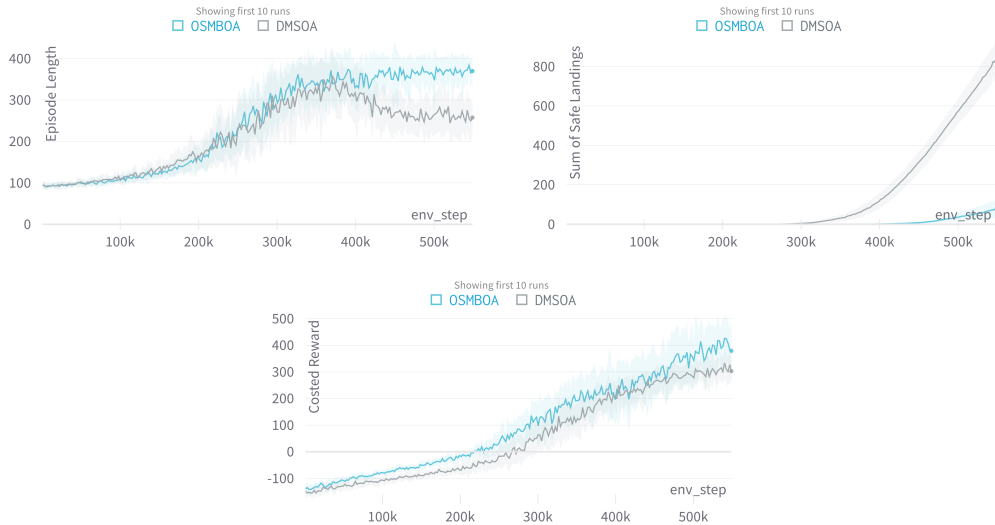 Showing first 10 runs
OSMBOA DMSOA
Episode Length
400
300
200
100
0
env_step
100k 200k 300k 400k 500k
Showing first 10 runs
OSMBOA DMSOA
Sum of Safe Landings
800
600
400
200
0
env_step
100k 200k 300k 400k 500k
Showing first 10 runs
OSMBOA DMSOA
Costed Reward
500
400
300
200
100
0
-100
env_step
100k 200k 300k 400k 500k